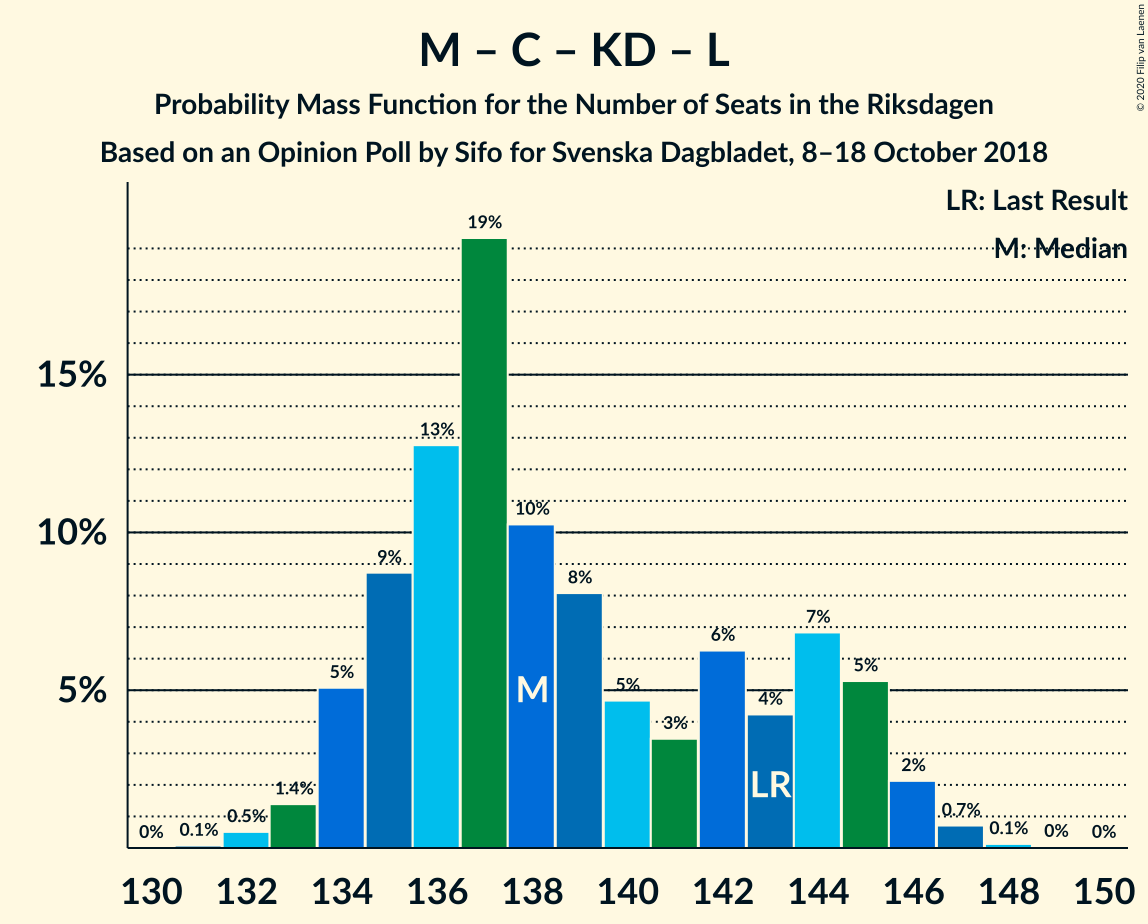 M – C – KD – L
Probability Mass Function for the Number of Seats in the Riksdagen
Based on an Opinion Poll by Sifo for Svenska Dagbladet, 8–18 October 2018
© 2020 Filip van Laenen
LR: Last Result
M: Median
15%
10%
5%
0%
0.1%
0.5%
1.4%
5%
9%
13%
19%
10%
8%
5%
3%
6%
4%
7%
5%
2%
0.7%
0.1%
0%
0%
M
LR
130 132 134 136 138 140 142 144 146 148 150